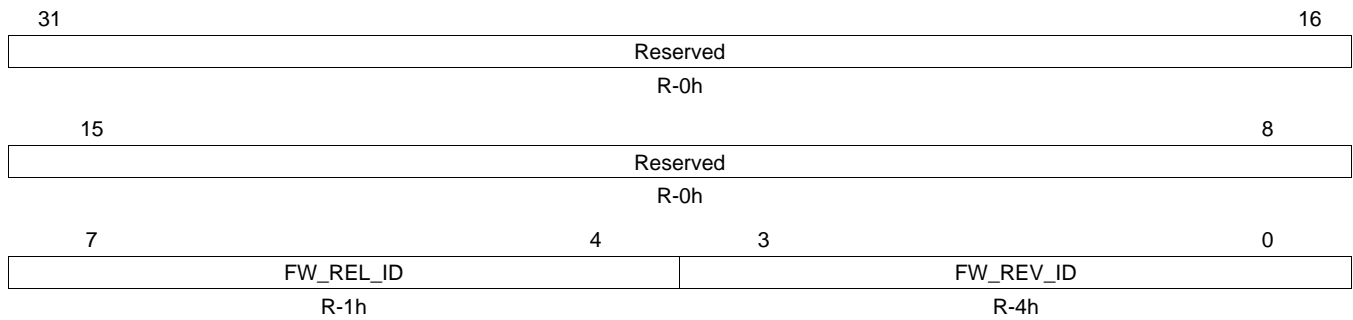 31 16
Reserved
R-0h
15 8
Reserved
R-0h
7 4 3 0
FW_REL_ID FW_REV_ID
R-1h R-4h